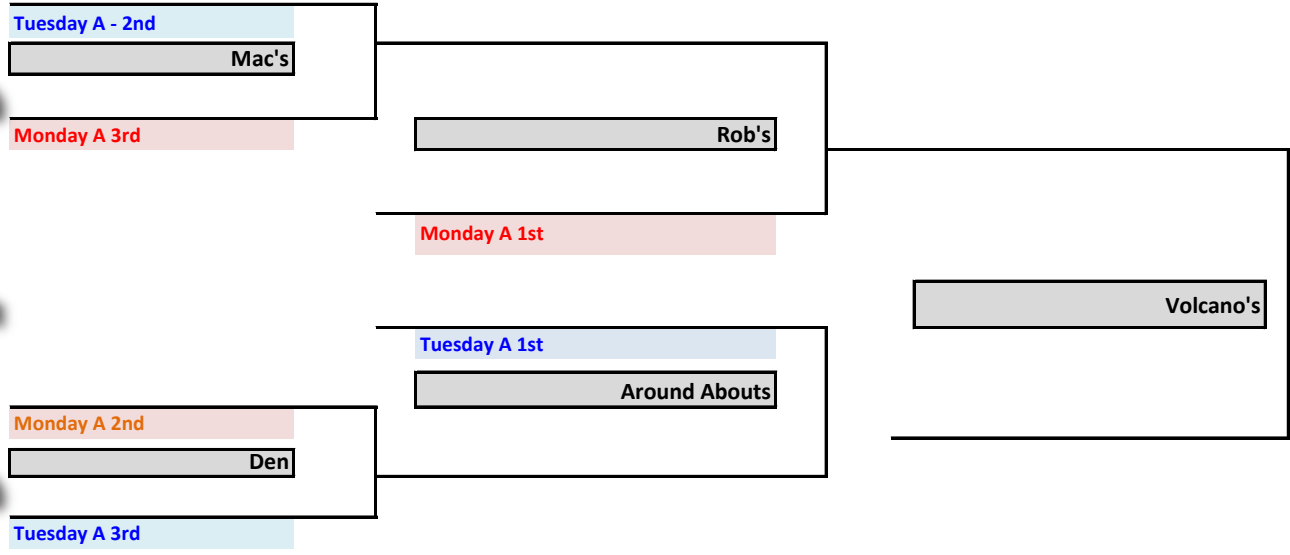 Tuesday A - 2nd
Mac's
Monday A 3rd
Rob's
Monday A 1st
Volcano's
Tuesday A 1st
Around Abouts
Monday A 2nd
Den
Tuesday A 3rd